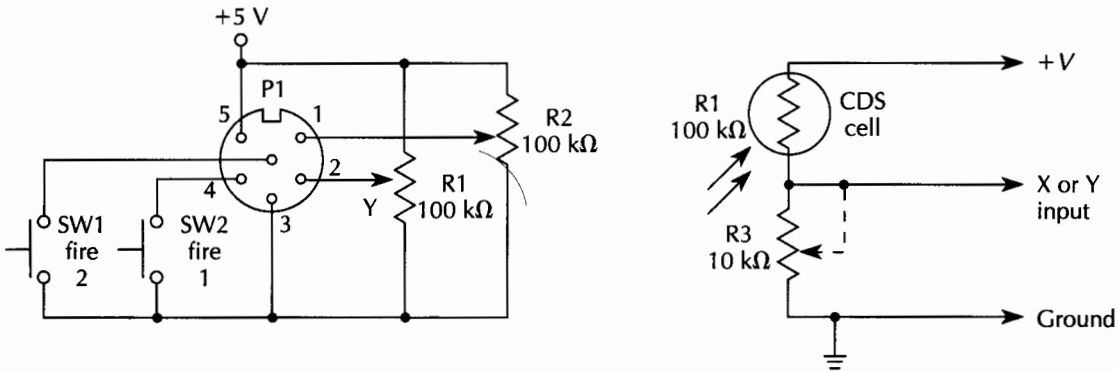 +5 V
P1
5
1
4
2
3
Y
R1
100 kΩ
R2
100 kΩ
SW1
fire
2
SW2
fire
1
R1
100 kΩ
CDS
cell
+V
X or Y
input
R3
10 kΩ
Ground